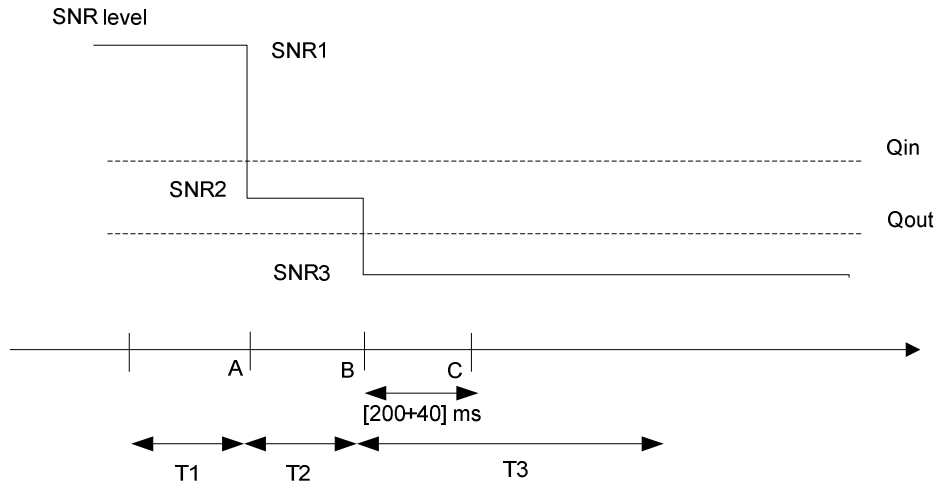 SNR level
SNR1
Qin
SNR2
Qout
SNR3
A B C
[200+40] ms
T1 T2 T3